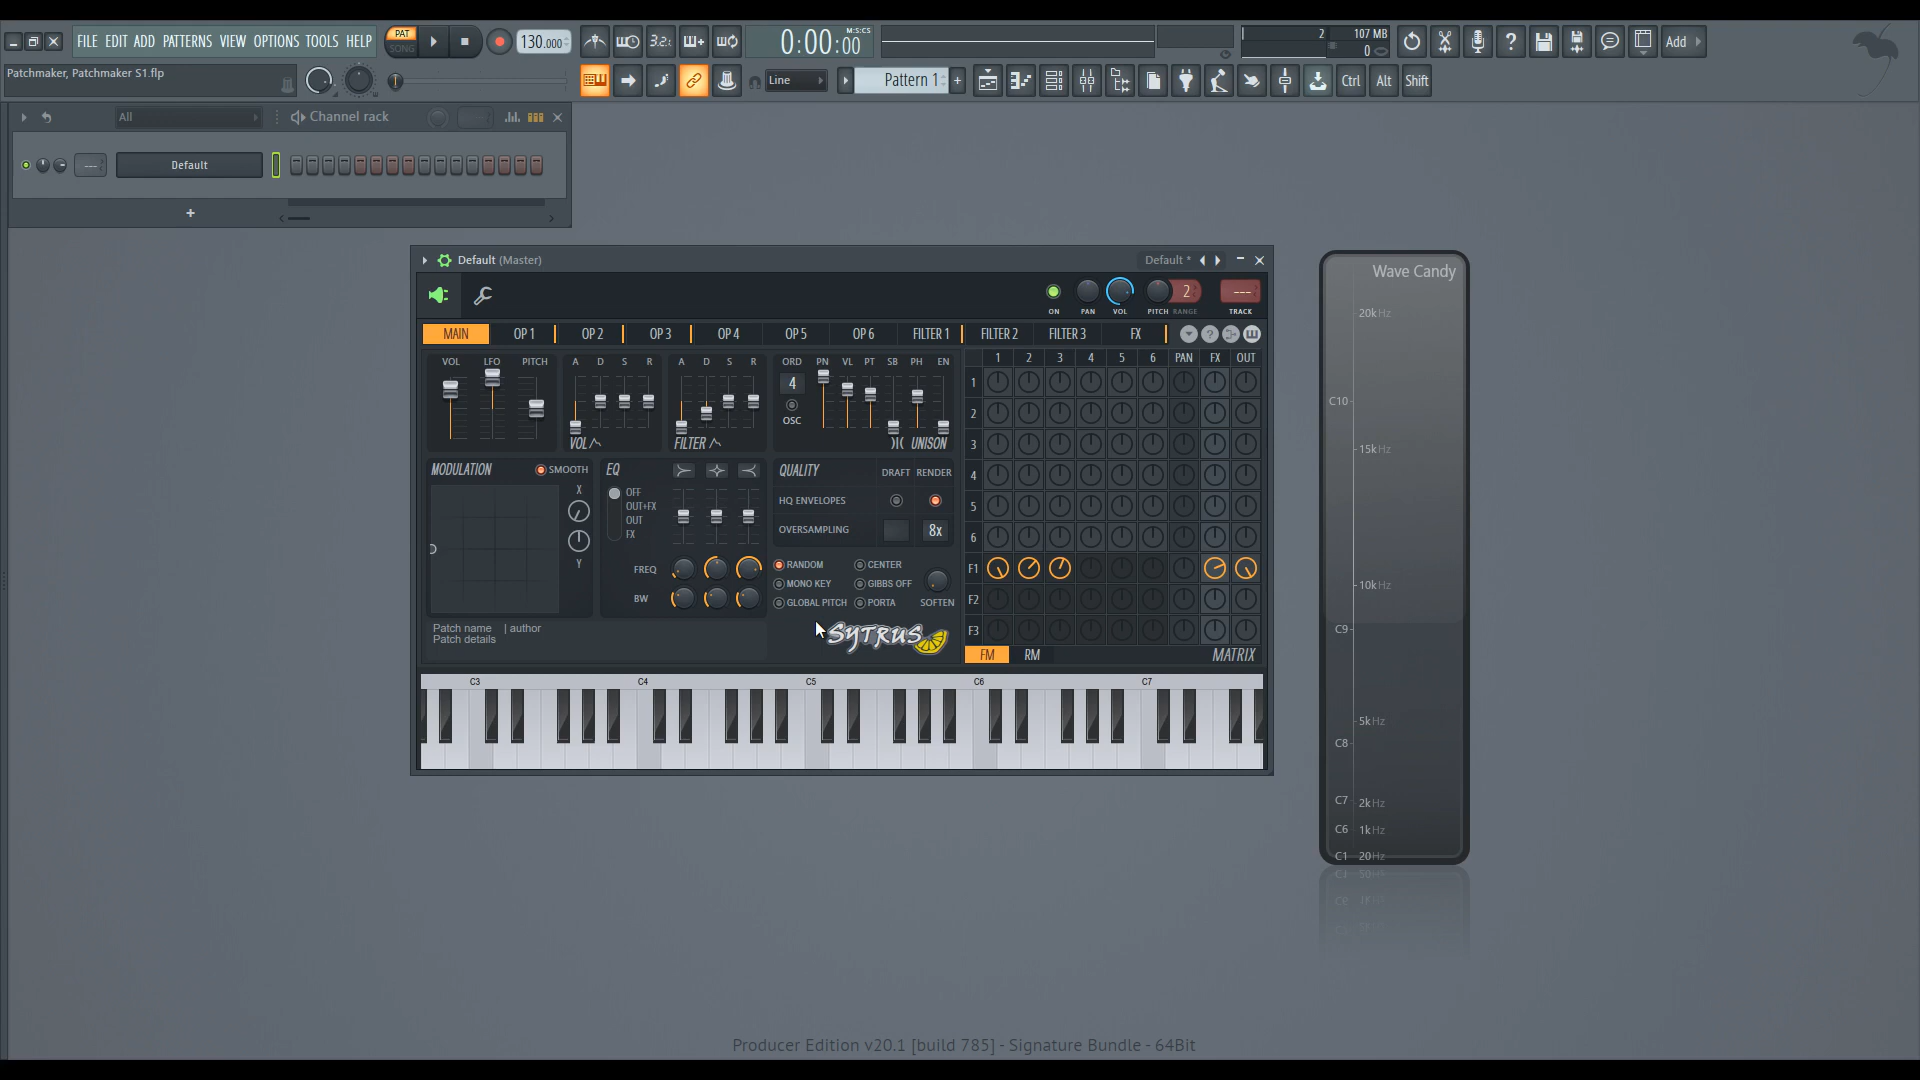 FILE EDIT ADD PATTERNS VIEW OPTIONS TOOLS HELP
PAT
SONG
130.000
3.2.
0:00:00
M:S:CS
2
107 MB
0
Add
Patchmaker, Patchmaker S1.flp
Line
Pattern 1
+
Ctrl
Alt
Shift
All
Channel rack
---
Default
+
Default (Master)
Default *
ON
PAN
VOL
PITCH
RANGE
2
---
TRACK
MAIN
OP 1
OP 2
OP 3
OP 4
OP 5
OP 6
FILTER 1
FILTER 2
FILTER 3
FX
VOL LFO PITCH
A D S R
VOL
A D S R
FILTER
ORD PN VL PT SB PH EN
4
OSC
UNISON
MODULATION
SMOOTH
X
Y
EQ
OFF
OUT+FX
OUT
FX
FREQ
BW
QUALITY
DRAFT RENDER
HQ ENVELOPES
OVERSAMPLING
8x
RANDOM
CENTER
MONO KEY
GIBBS OFF
GLOBAL PITCH
PORTA
SOFTEN
Patch name | author
Patch details
SYTRUS
1 2 3 4 5 6 PAN FX OUT
1
2
3
4
5
6
F1
F2
F3
FM
RM
MATRIX
C3 C4 C5 C6 C7
Wave Candy
20kHz
C10
15kHz
10kHz
C9
5kHz
C8
C7 2kHz
C6 1kHz
C1 20Hz
Producer Edition v20.1 [build 785] - Signature Bundle - 64Bit